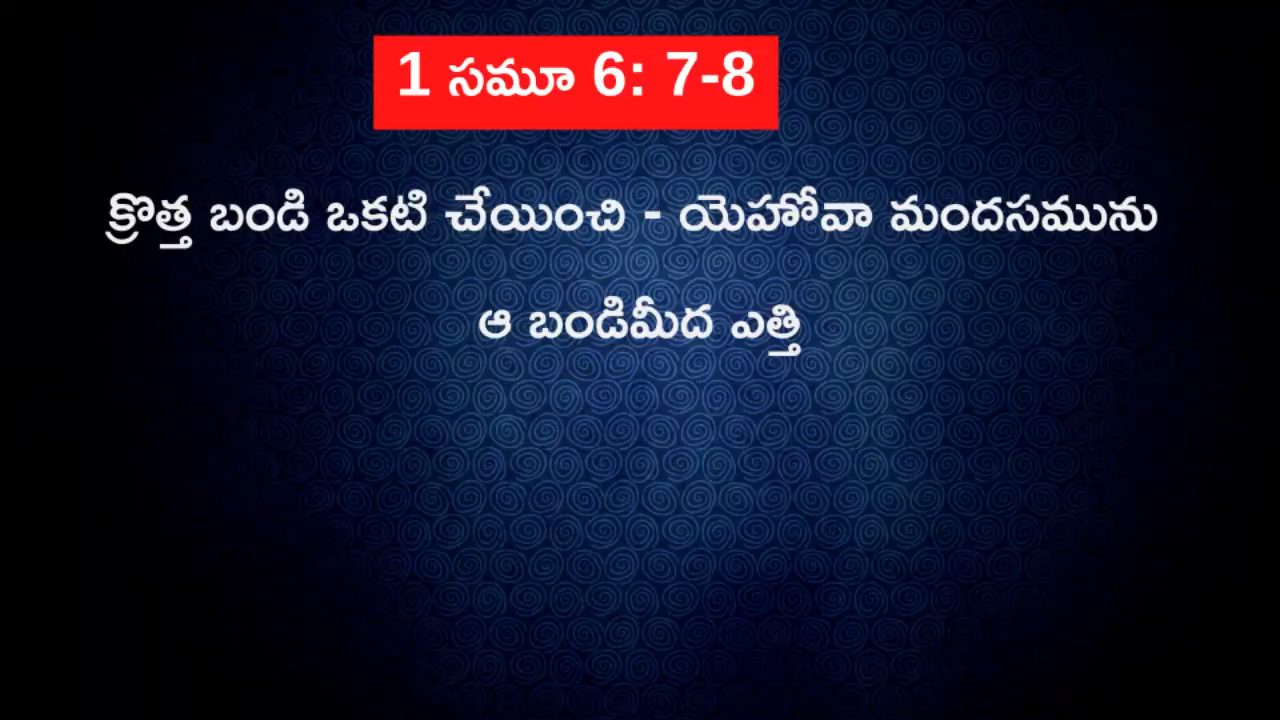 1 సమూ 6: 7-8
క్రొత్త బండి ఒకటి చేయించి - యెహోవా మందసమును
ఆ బండిమీద ఎత్తి